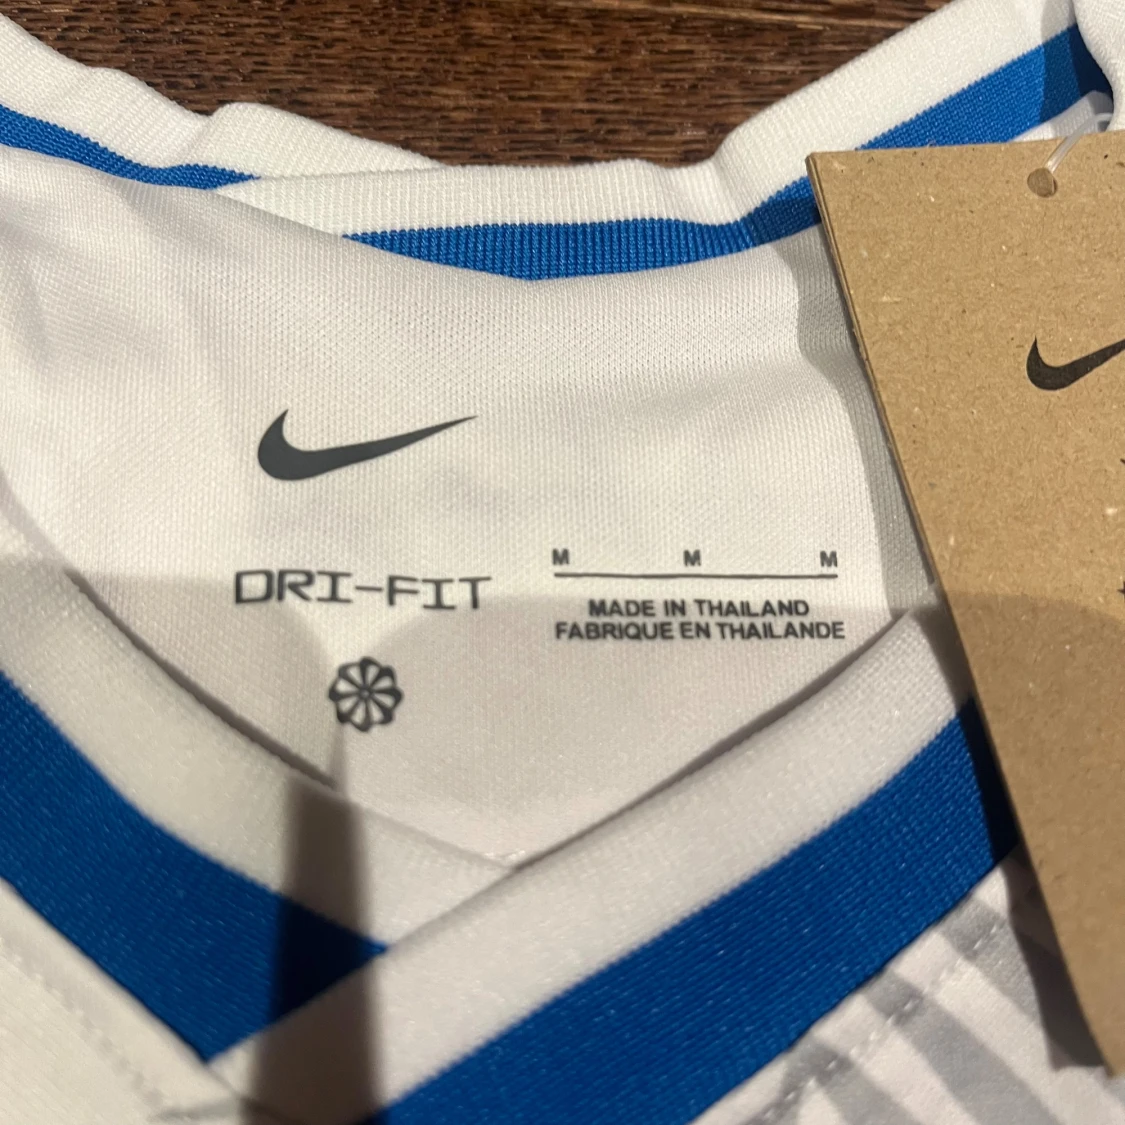 DRI-FIT
M M M
MADE IN THAILAND
FABRIQUE EN THAILANDE